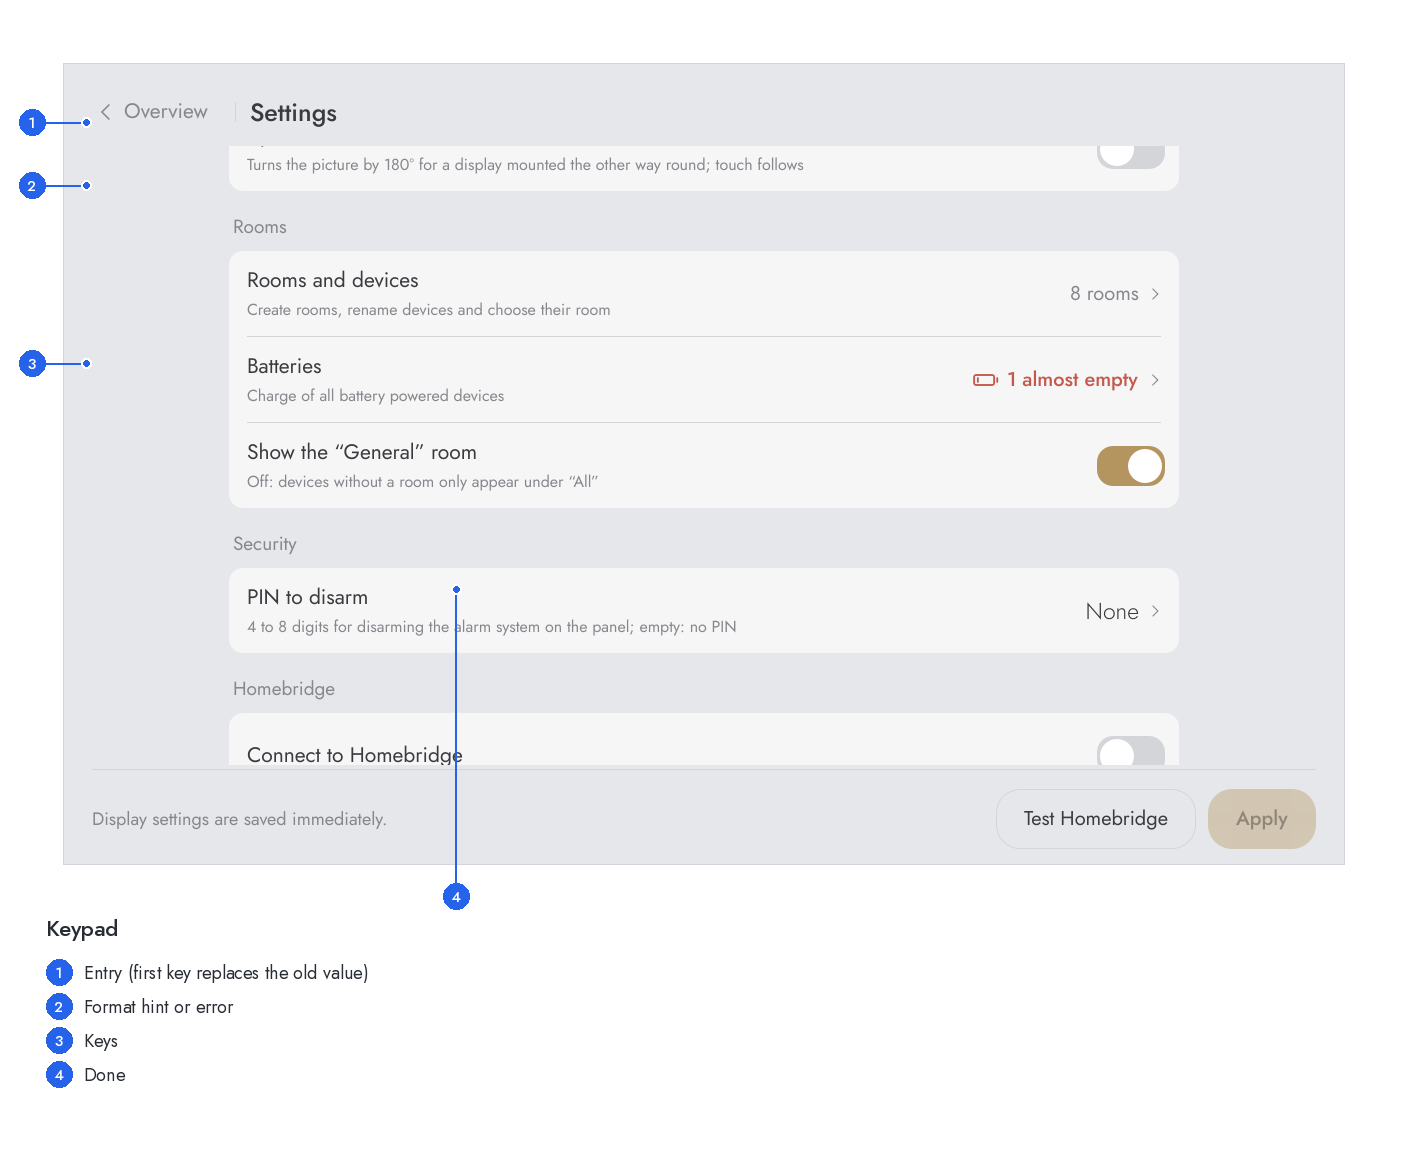 Overview
Settings
Turns the picture by 180° for a display mounted the other way round; touch follows
Rooms
Rooms and devices
8 rooms
Create rooms, rename devices and choose their room
Batteries
1 almost empty
Charge of all battery powered devices
Show the “General” room
Off: devices without a room only appear under “All”
Security
PIN to disarm
None
4 to 8 digits for disarming the alarm system on the panel; empty: no PIN
Homebridge
Connect to Homebridge
Display settings are saved immediately.
Test Homebridge
Apply
1
2
3
4
Keypad
1 Entry (first key replaces the old value)
2 Format hint or error
3 Keys
4 Done